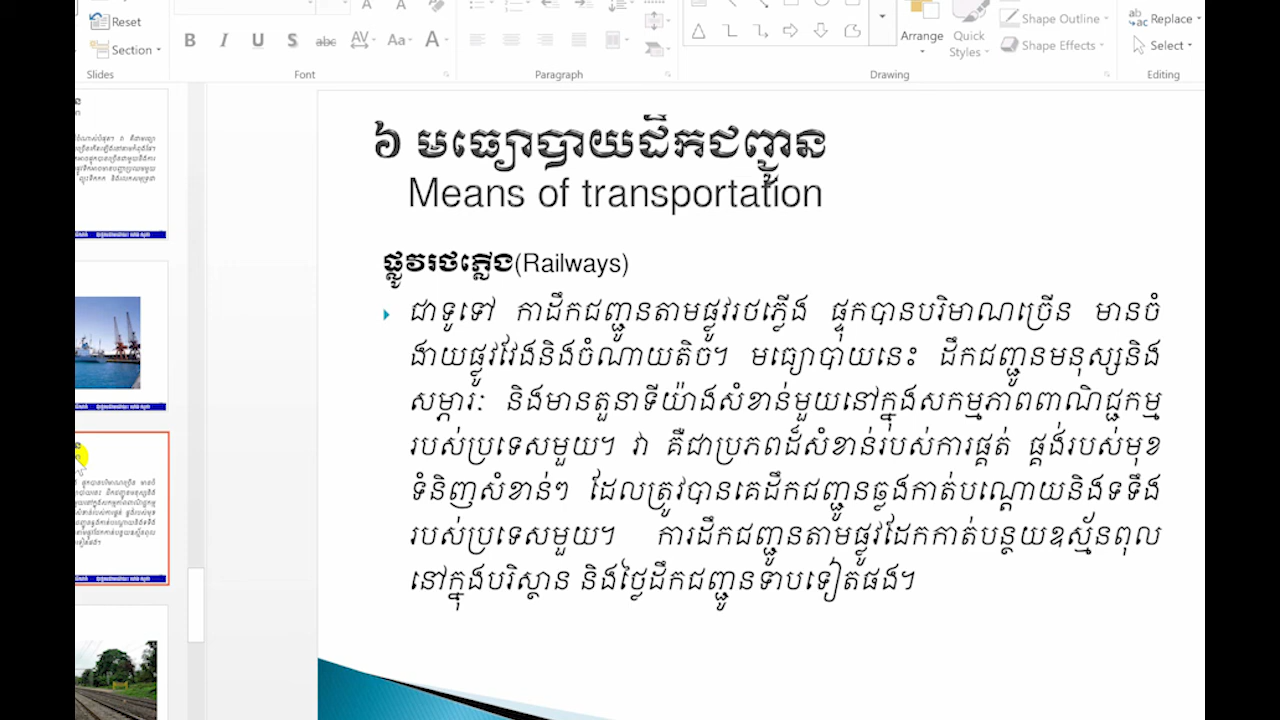 Reset
Replace
Section
B I U S abc AV Aa A
Shape Outline
Shape Effects
Arrange
Quick
Styles
Select
Slides
Font
Paragraph
Drawing
Editing
៦ មធ្យោបាយដឹកជញ្ជូន
Means of transportation
ផ្លូវរថភ្លើង(Railways)
ជាទូទៅ កាដឹកជញ្ជូនតាមផ្លូវរថភ្លើង ផ្ទុកបានបរិមាណច្រើន មានចំ
ងាយផ្លូវវែងនិងចំណាយតិច។ មធ្យោបាយនេះ ដឹកជញ្ជូនមនុស្សនិង
សម្ភារៈ និងមានតួនាទីយ៉ាងសំខាន់មួយនៅក្នុងសកម្មភាពពាណិជ្ជកម្ម
របស់ប្រទេសមួយ។ វា គឺជាប្រភពដ៏សំខាន់របស់ការផ្គត់ ផ្គង់របស់មុខ
ទំនិញសំខាន់ៗ ដែលត្រូវបានគេដឹកជញ្ជូនឆ្លងកាត់បណ្តោយនិងទទឹង
របស់ប្រទេសមួយ។ ការដឹកជញ្ជូនតាមផ្លូវដែកកាត់បន្ថយឧស្ម័នពុល
នៅក្នុងបរិស្ថាន និងថ្លៃដឹកជញ្ជូនទាបទៀតផង។